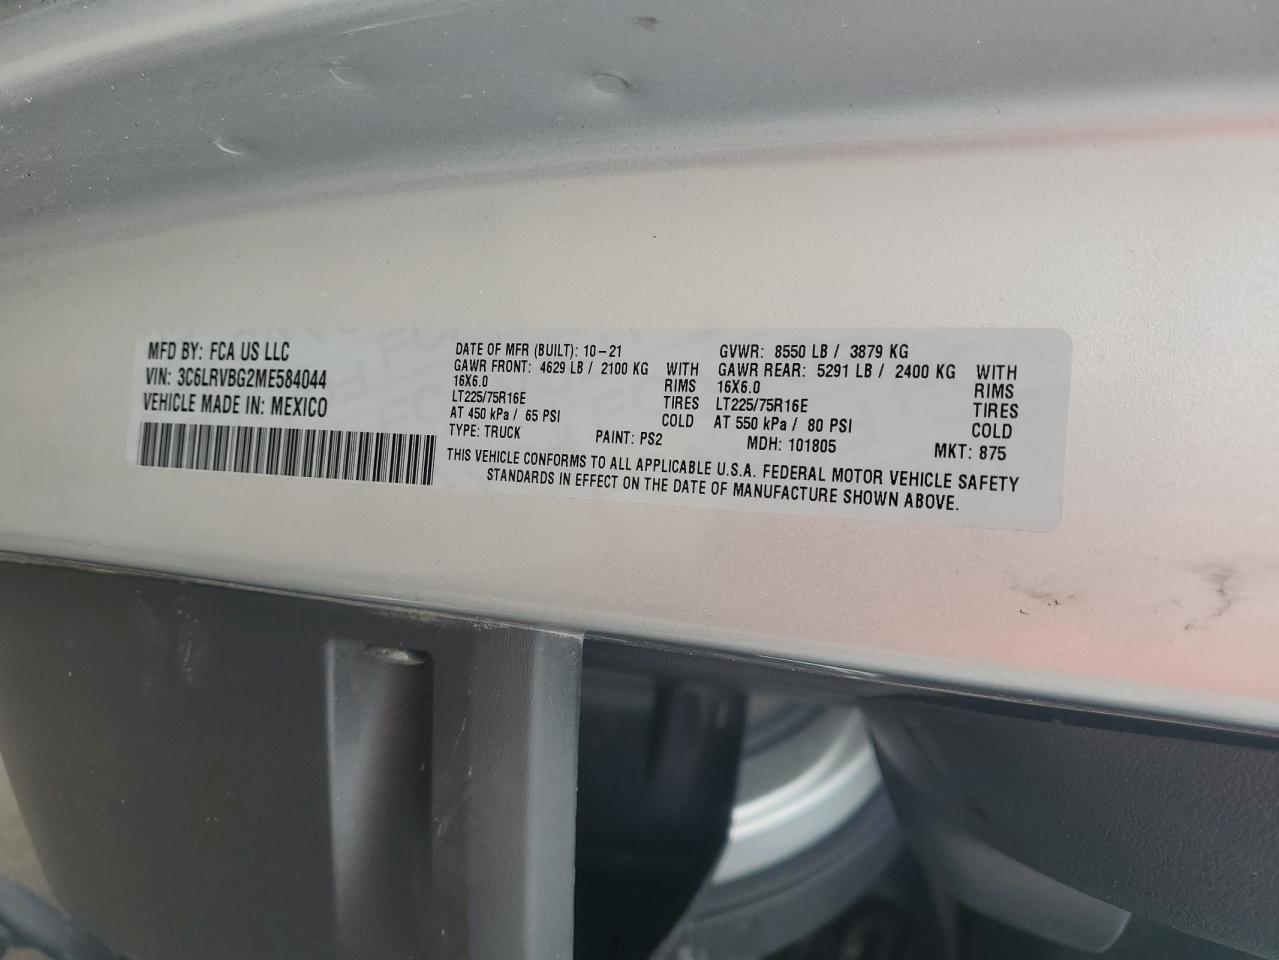 MFD BY: FCA US LLC
VIN: 3C6LRVBG2ME584044
VEHICLE MADE IN: MEXICO
DATE OF MFR (BUILT): 10-21
GAWR FRONT: 4629 LB / 2100 KG WITH
16X6.0 RIMS
LT225/75R16E TIRES
AT 450 kPa / 65 PSI COLD
TYPE: TRUCK PAINT: PS2
GVWR: 8550 LB / 3879 KG
GAWR REAR: 5291 LB / 2400 KG WITH
16X6.0 RIMS
LT225/75R16E TIRES
AT 550 kPa / 80 PSI COLD
MDH: 101805 MKT: 875
THIS VEHICLE CONFORMS TO ALL APPLICABLE U.S.A. FEDERAL MOTOR VEHICLE SAFETY
STANDARDS IN EFFECT ON THE DATE OF MANUFACTURE SHOWN ABOVE.